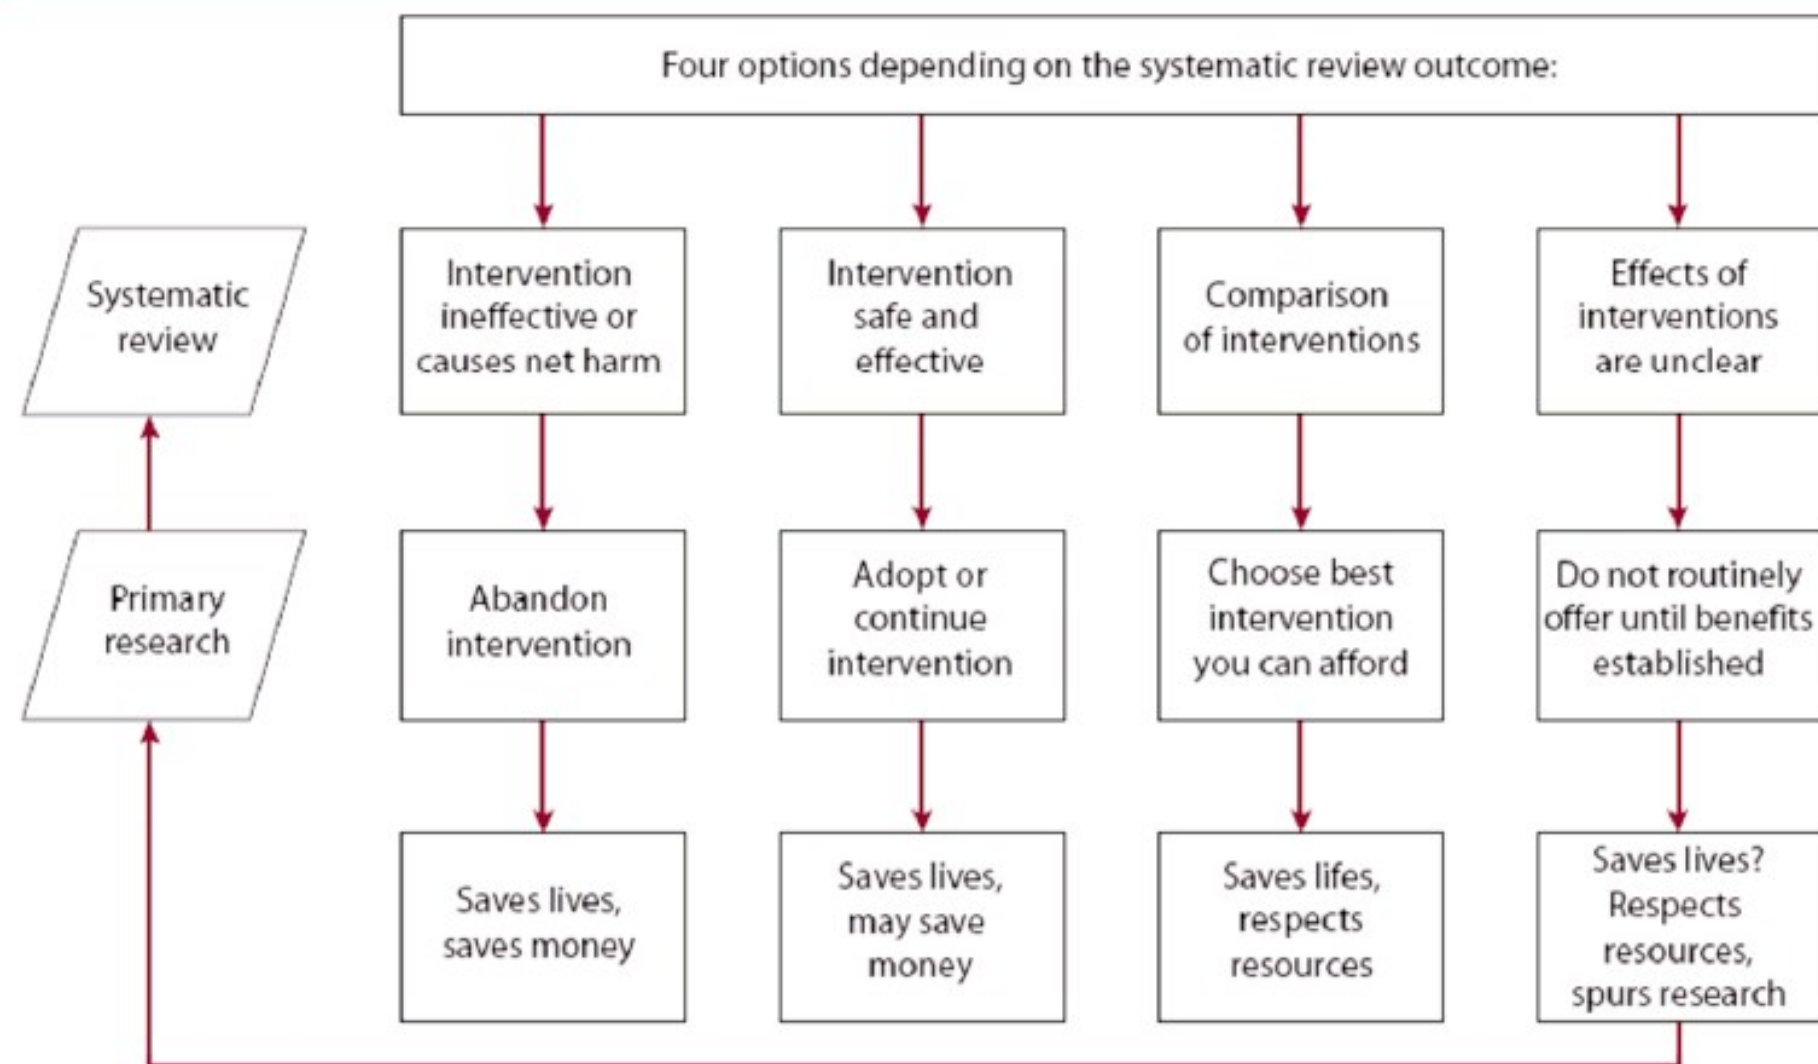 Four options depending on the systematic review outcome:
Systematic
review
Intervention
ineffective or
causes net harm
Intervention
safe and
effective
Comparison
of interventions
Effects of
interventions
are unclear
Primary
research
Abandon
intervention
Adopt or
continue
intervention
Choose best
intervention
you can afford
Do not routinely
offer until benefits
established
Saves lives,
saves money
Saves lives,
may save
money
Saves lifes,
respects
resources
Saves lives?
Respects
resources,
spurs research